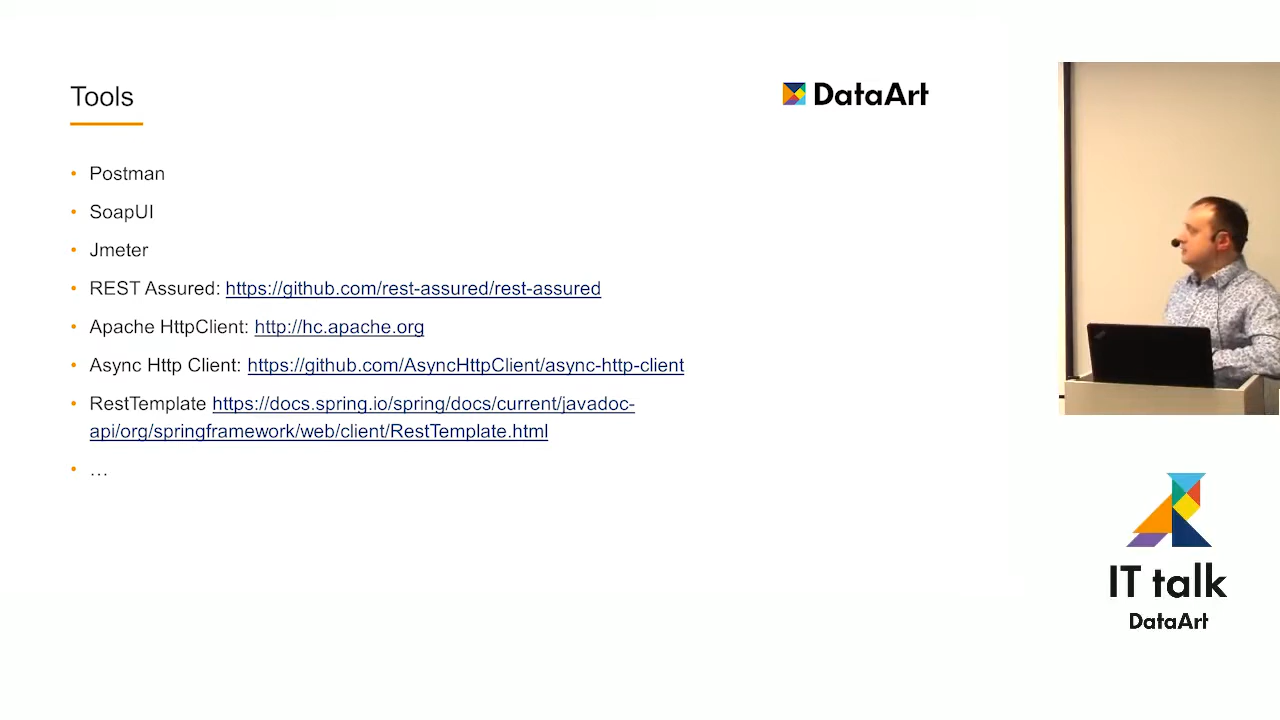 Tools
DataArt
• Postman
• SoapUI
• Jmeter
• REST Assured: https://github.com/rest-assured/rest-assured
• Apache HttpClient: http://hc.apache.org
• Async Http Client: https://github.com/AsyncHttpClient/async-http-client
• RestTemplate https://docs.spring.io/spring/docs/current/javadoc-
api/org/springframework/web/client/RestTemplate.html
• …
IT talk
DataArt